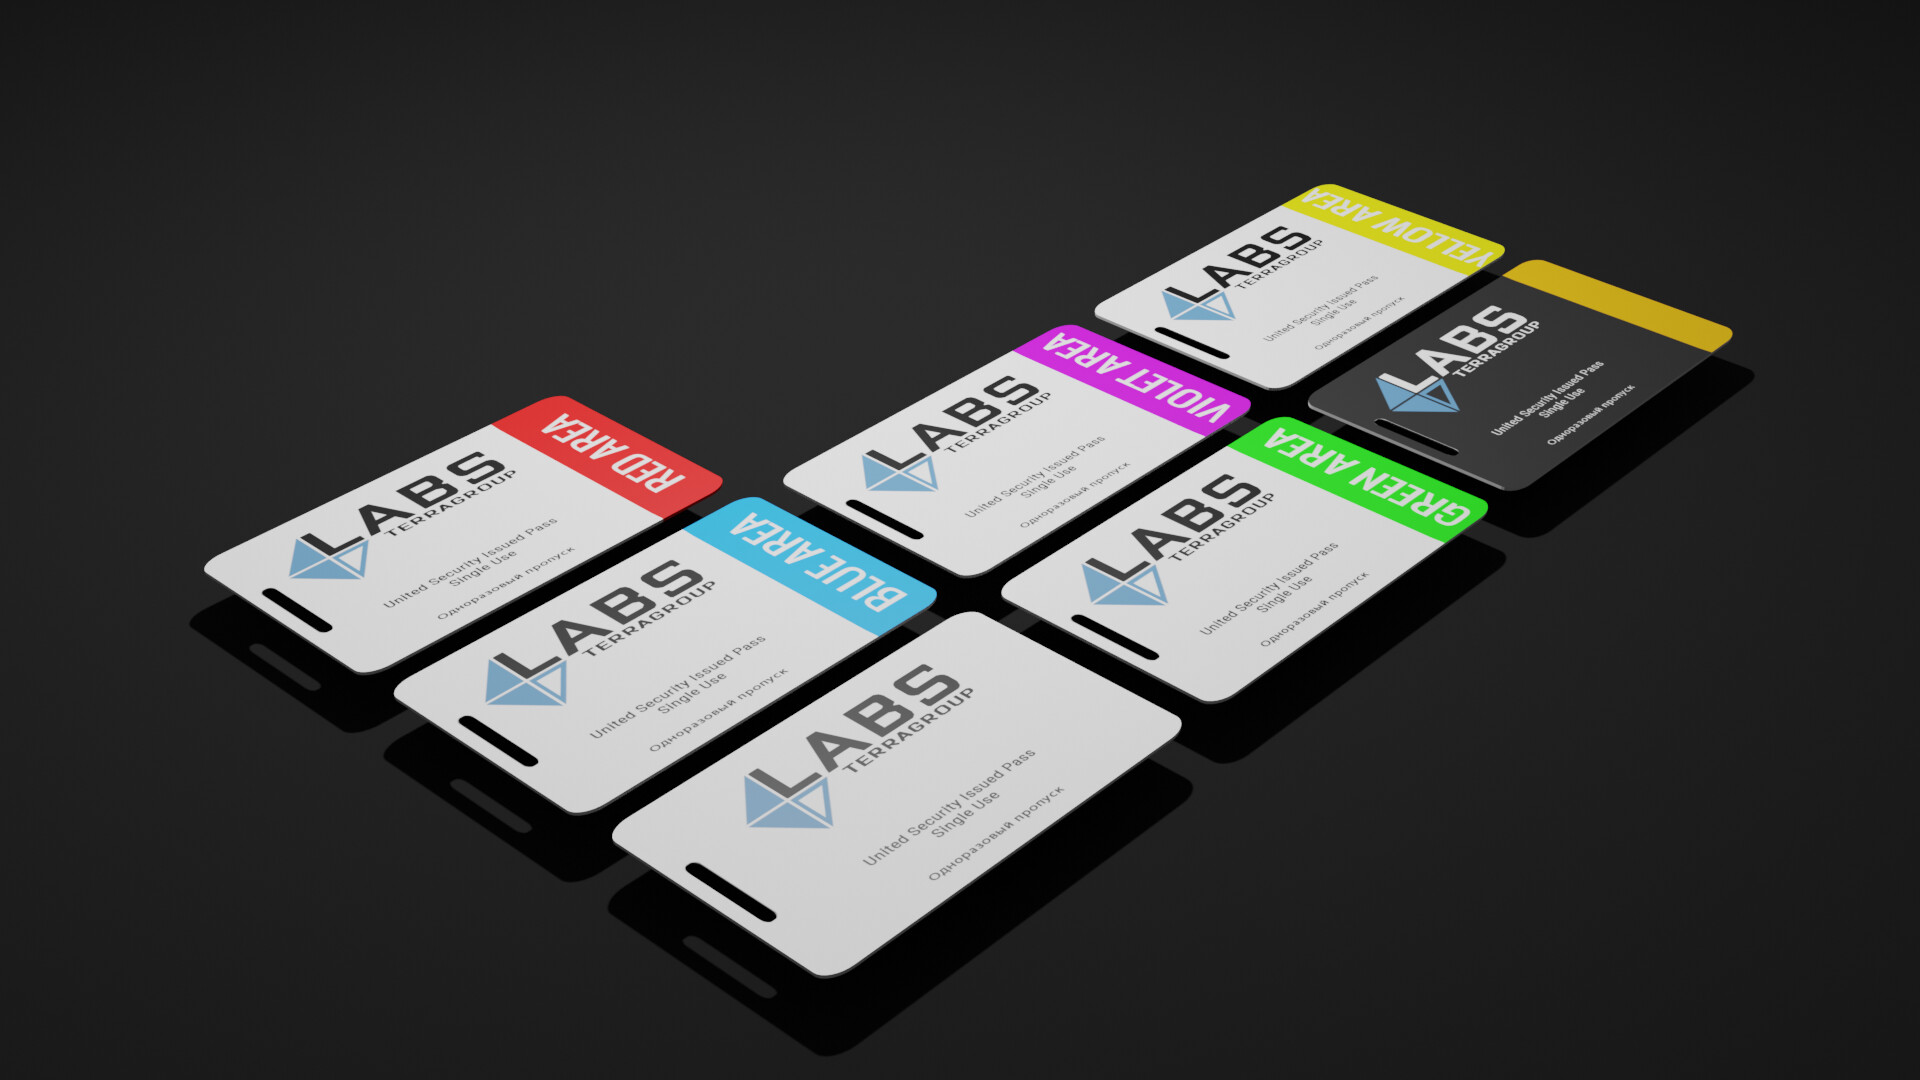 YELLOW AREA
LABS
TERRAGROUP
United Security Issued Pass
Single Use
Одноразовый пропуск
LABS
TERRAGROUP
United Security Issued Pass
Single Use
Одноразовый пропуск
VIOLET AREA
LABS
TERRAGROUP
United Security Issued Pass
Single Use
Одноразовый пропуск
GREEN AREA
LABS
TERRAGROUP
United Security Issued Pass
Single Use
Одноразовый пропуск
RED AREA
LABS
TERRAGROUP
United Security Issued Pass
Single Use
Одноразовый пропуск
BLUE AREA
LABS
TERRAGROUP
United Security Issued Pass
Single Use
Одноразовый пропуск
LABS
TERRAGROUP
United Security Issued Pass
Single Use
Одноразовый пропуск